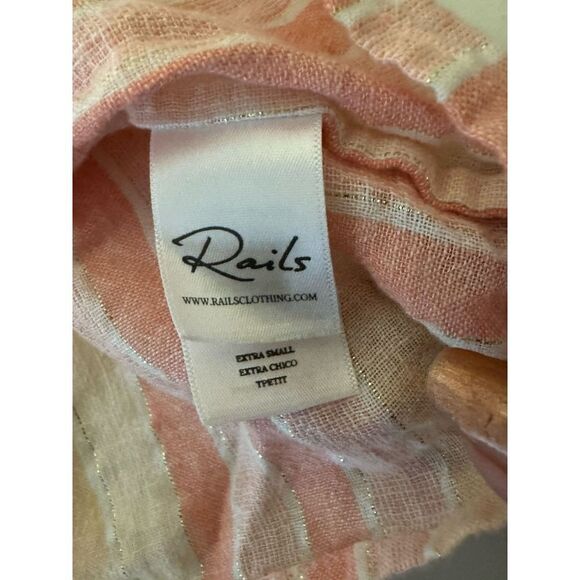 Rails
WWW.RAILSCLOTHING.COM
EXTRA SMALL
EXTRA CHICO
TPETIT